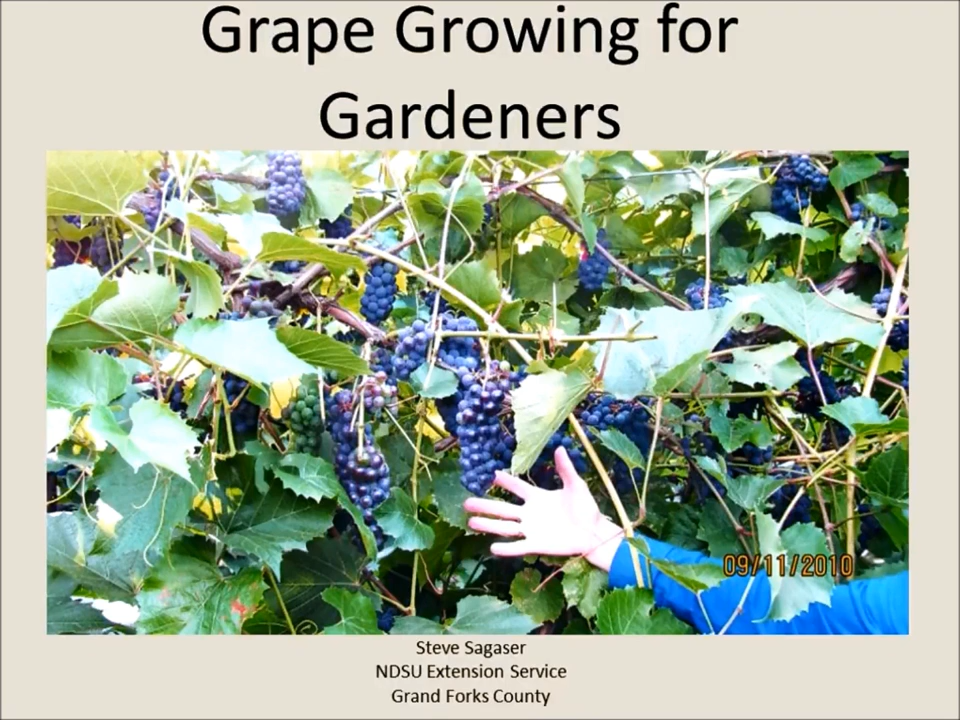 Grape Growing for
Gardeners
09/11/2010
Steve Sagaser
NDSU Extension Service
Grand Forks County